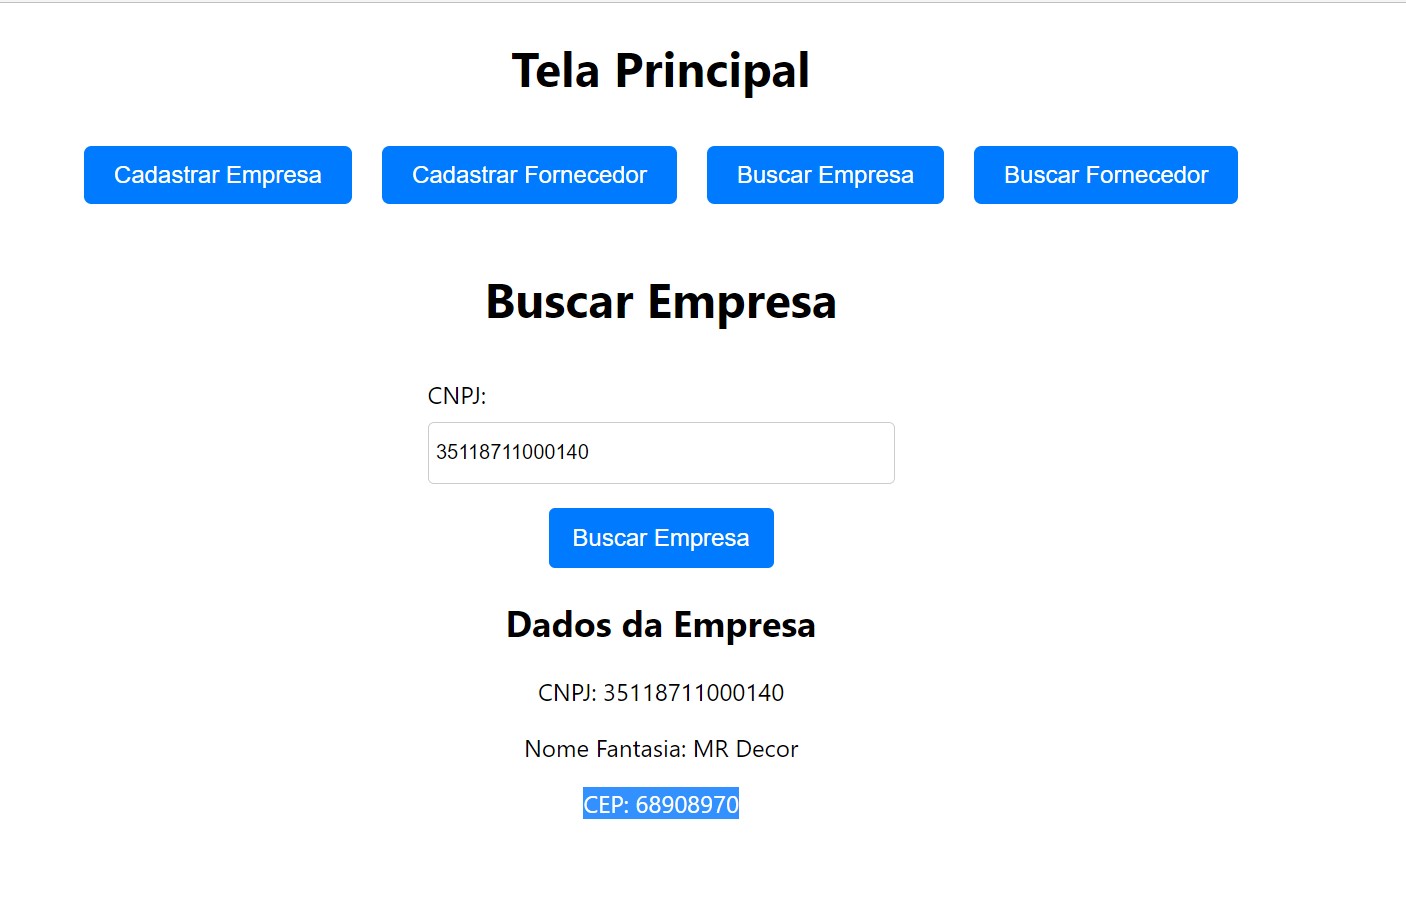 Tela Principal
Cadastrar Empresa Cadastrar Fornecedor Buscar Empresa Buscar Fornecedor
Buscar Empresa
CNPJ:
35118711000140
Buscar Empresa
Dados da Empresa
CNPJ: 35118711000140
Nome Fantasia: MR Decor
CEP: 68908970